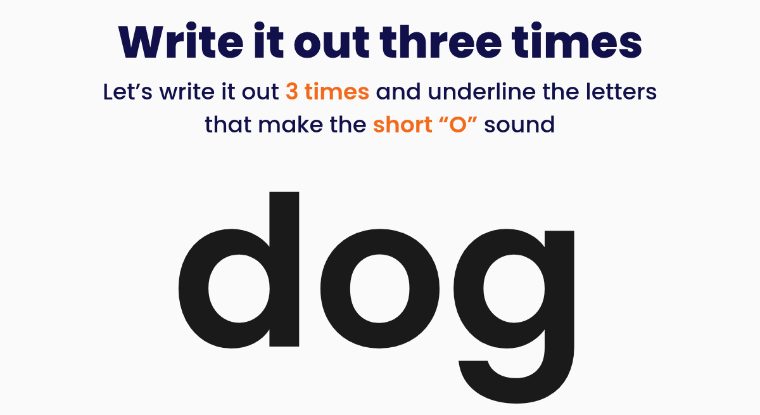 Write it out three times
Let’s write it out 3 times and underline the letters
that make the short “O” sound
dog